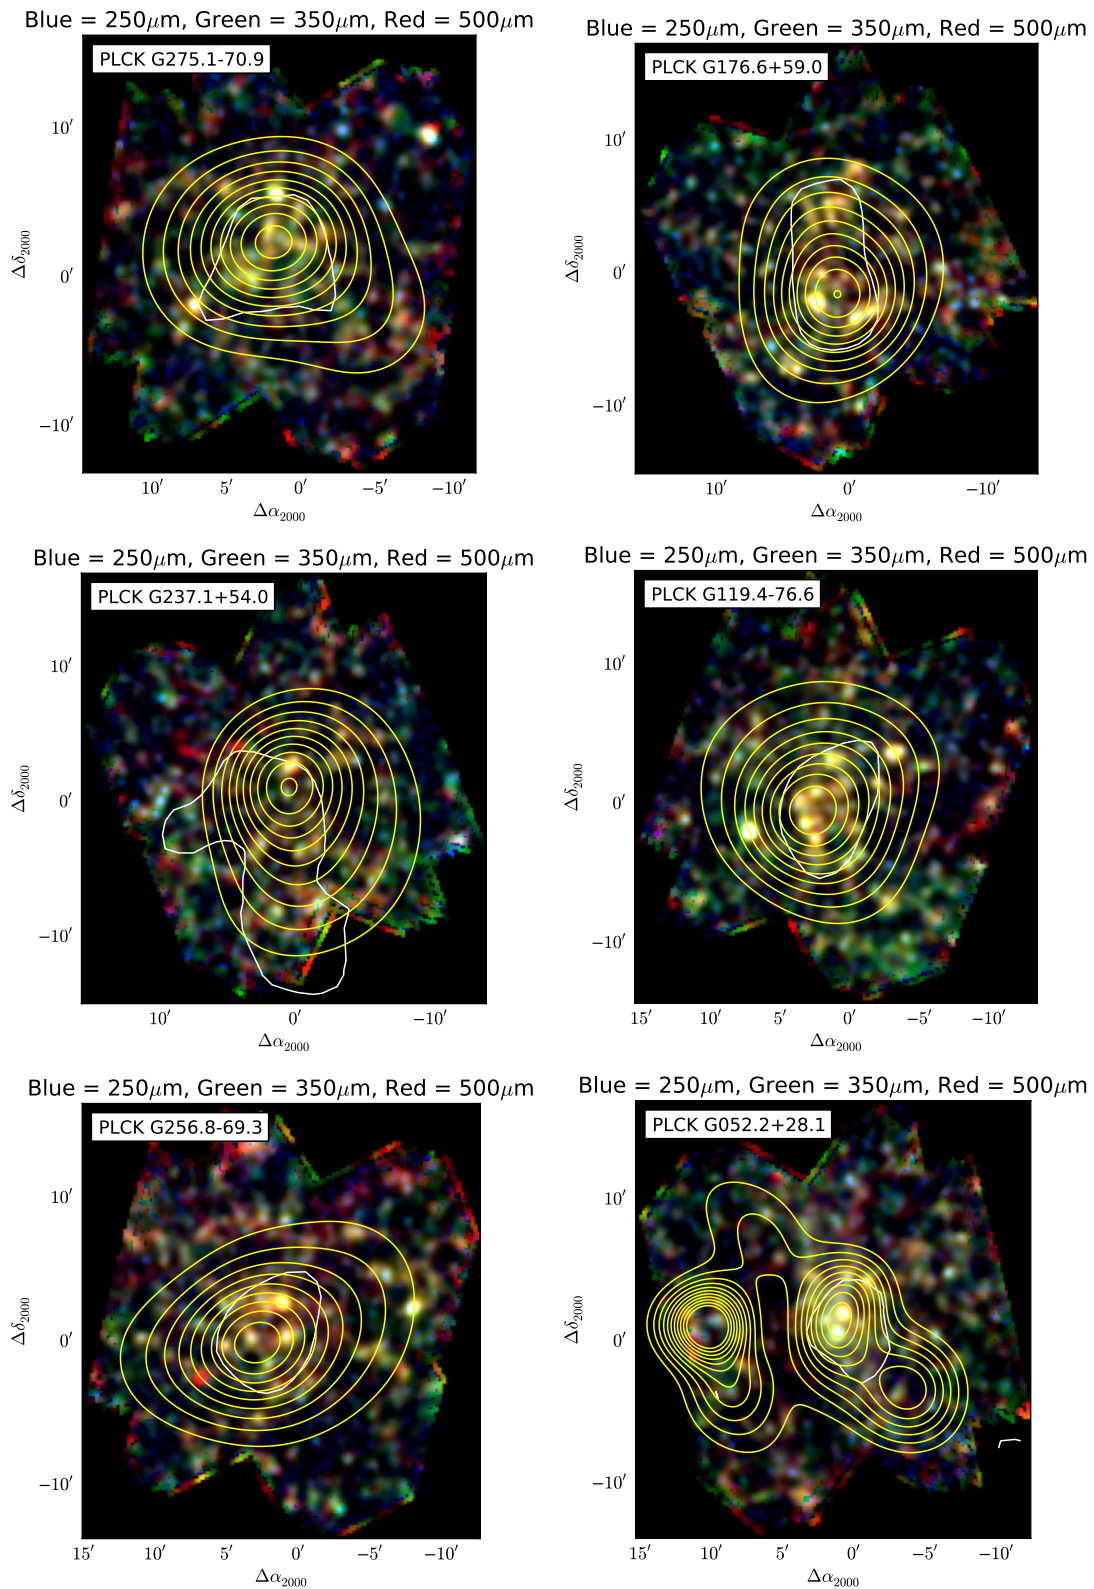 Blue = 250μm, Green = 350μm, Red = 500μm
PLCK G275.1-70.9
10′
0′
−10′
Δδ2000
10′ 5′ 0′ −5′ −10′
Δα2000
Blue = 250μm, Green = 350μm, Red = 500μm
PLCK G176.6+59.0
10′
0′
−10′
Δδ2000
10′ 0′ −10′
Δα2000
Blue = 250μm, Green = 350μm, Red = 500μm
PLCK G237.1+54.0
10′
0′
−10′
Δδ2000
10′ 0′ −10′
Δα2000
Blue = 250μm, Green = 350μm, Red = 500μm
PLCK G119.4-76.6
10′
0′
−10′
Δδ2000
15′ 10′ 5′ 0′ −5′ −10′
Δα2000
Blue = 250μm, Green = 350μm, Red = 500μm
PLCK G256.8-69.3
10′
0′
−10′
Δδ2000
15′ 10′ 5′ 0′ −5′ −10′
Δα2000
Blue = 250μm, Green = 350μm, Red = 500μm
PLCK G052.2+28.1
10′
0′
−10′
Δδ2000
15′ 10′ 5′ 0′ −5′ −10′
Δα2000